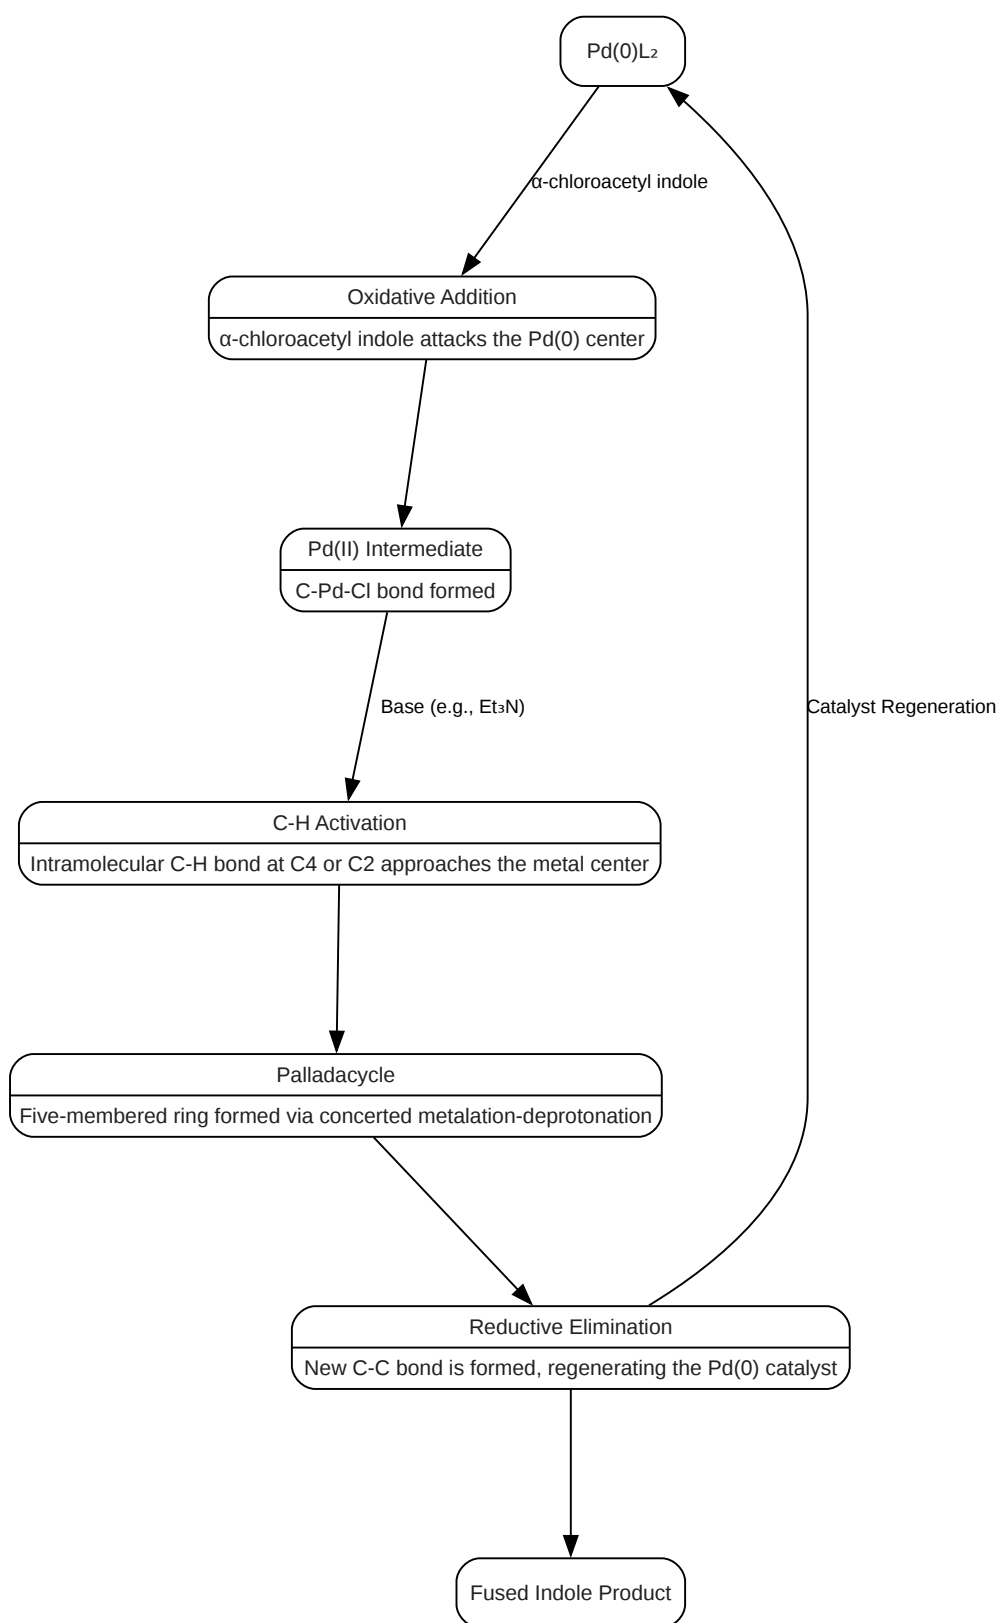 Pd(0)L₂
α-chloroacetyl indole
Oxidative Addition
α-chloroacetyl indole attacks the Pd(0) center
Pd(II) Intermediate
C-Pd-Cl bond formed
Base (e.g., Et₃N)
Catalyst Regeneration
C-H Activation
Intramolecular C-H bond at C4 or C2 approaches the metal center
Palladacycle
Five-membered ring formed via concerted metalation-deprotonation
Reductive Elimination
New C-C bond is formed, regenerating the Pd(0) catalyst
Fused Indole Product